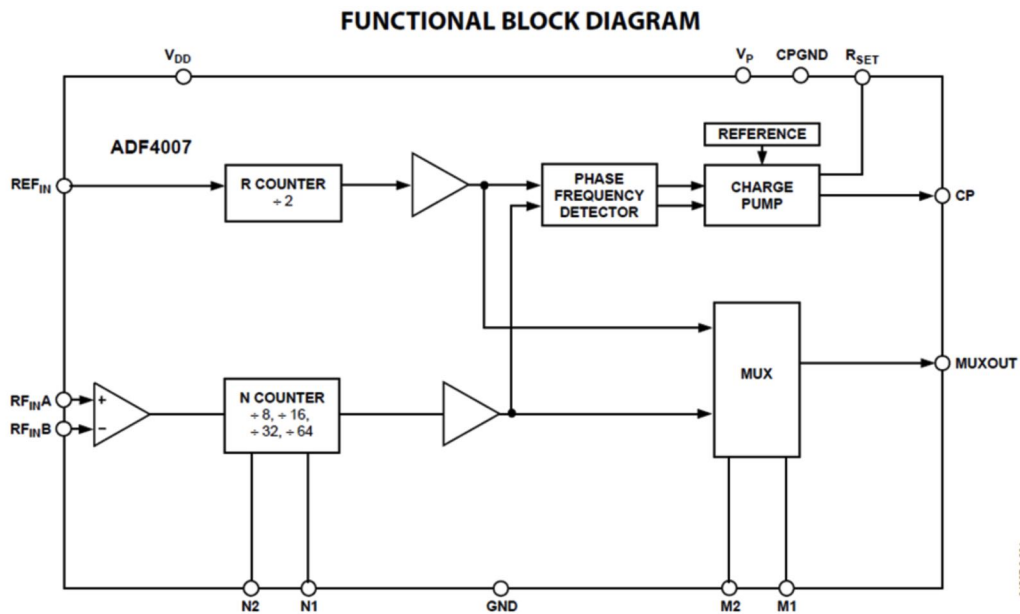 FUNCTIONAL BLOCK DIAGRAM
VDD
VP
CPGND
RSET
ADF4007
REFERENCE
REFIN
R COUNTER
÷ 2
PHASE
FREQUENCY
DETECTOR
CHARGE
PUMP
CP
MUX
MUXOUT
RFINA
+
RFINB
−
N COUNTER
÷ 8, ÷ 16,
÷ 32, ÷ 64
N2
N1
GND
M2
M1